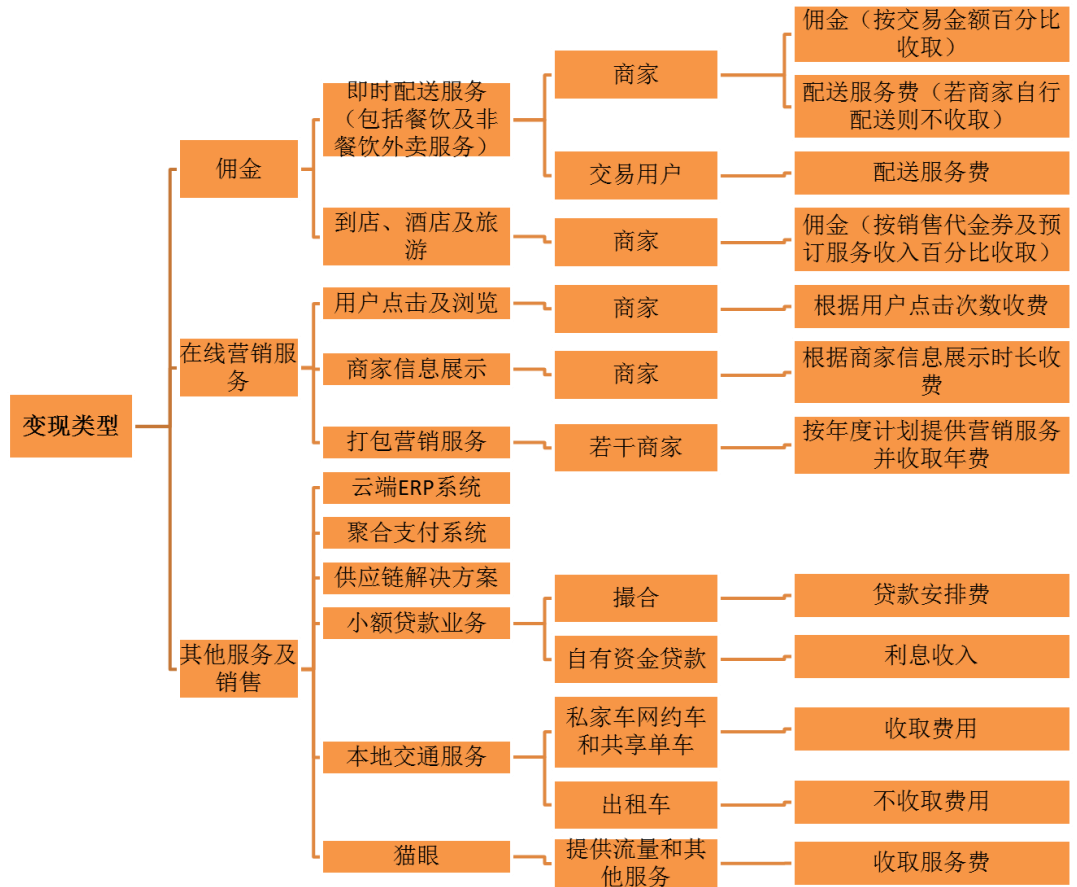 变现类型
佣金
即时配送服务
（包括餐饮及非
餐饮外卖服务）
商家
佣金（按交易金额百分比
收取）
配送服务费（若商家自行
配送则不收取）
交易用户
配送服务费
到店、酒店及旅
游
商家
佣金（按销售代金券及预
订服务收入百分比收取）
在线营销服
务
用户点击及浏览
商家
根据用户点击次数收费
商家信息展示
商家
根据商家信息展示时长收
费
打包营销服务
若干商家
按年度计划提供营销服务
并收取年费
其他服务及
销售
云端ERP系统
聚合支付系统
供应链解决方案
小额贷款业务
撮合
贷款安排费
自有资金贷款
利息收入
本地交通服务
私家车网约车
和共享单车
收取费用
出租车
不收取费用
猫眼
提供流量和其
他服务
收取服务费